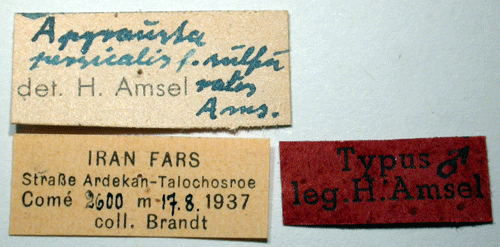 Apyrausta
persicalis f. sulfu
det. H. Amsel rates
Ams.
IRAN FARS
Straße Ardekan-Talochosroe
Comé 2600 m 17.8.1937
coll. Brandt
Typus ♂
leg. H. Amsel